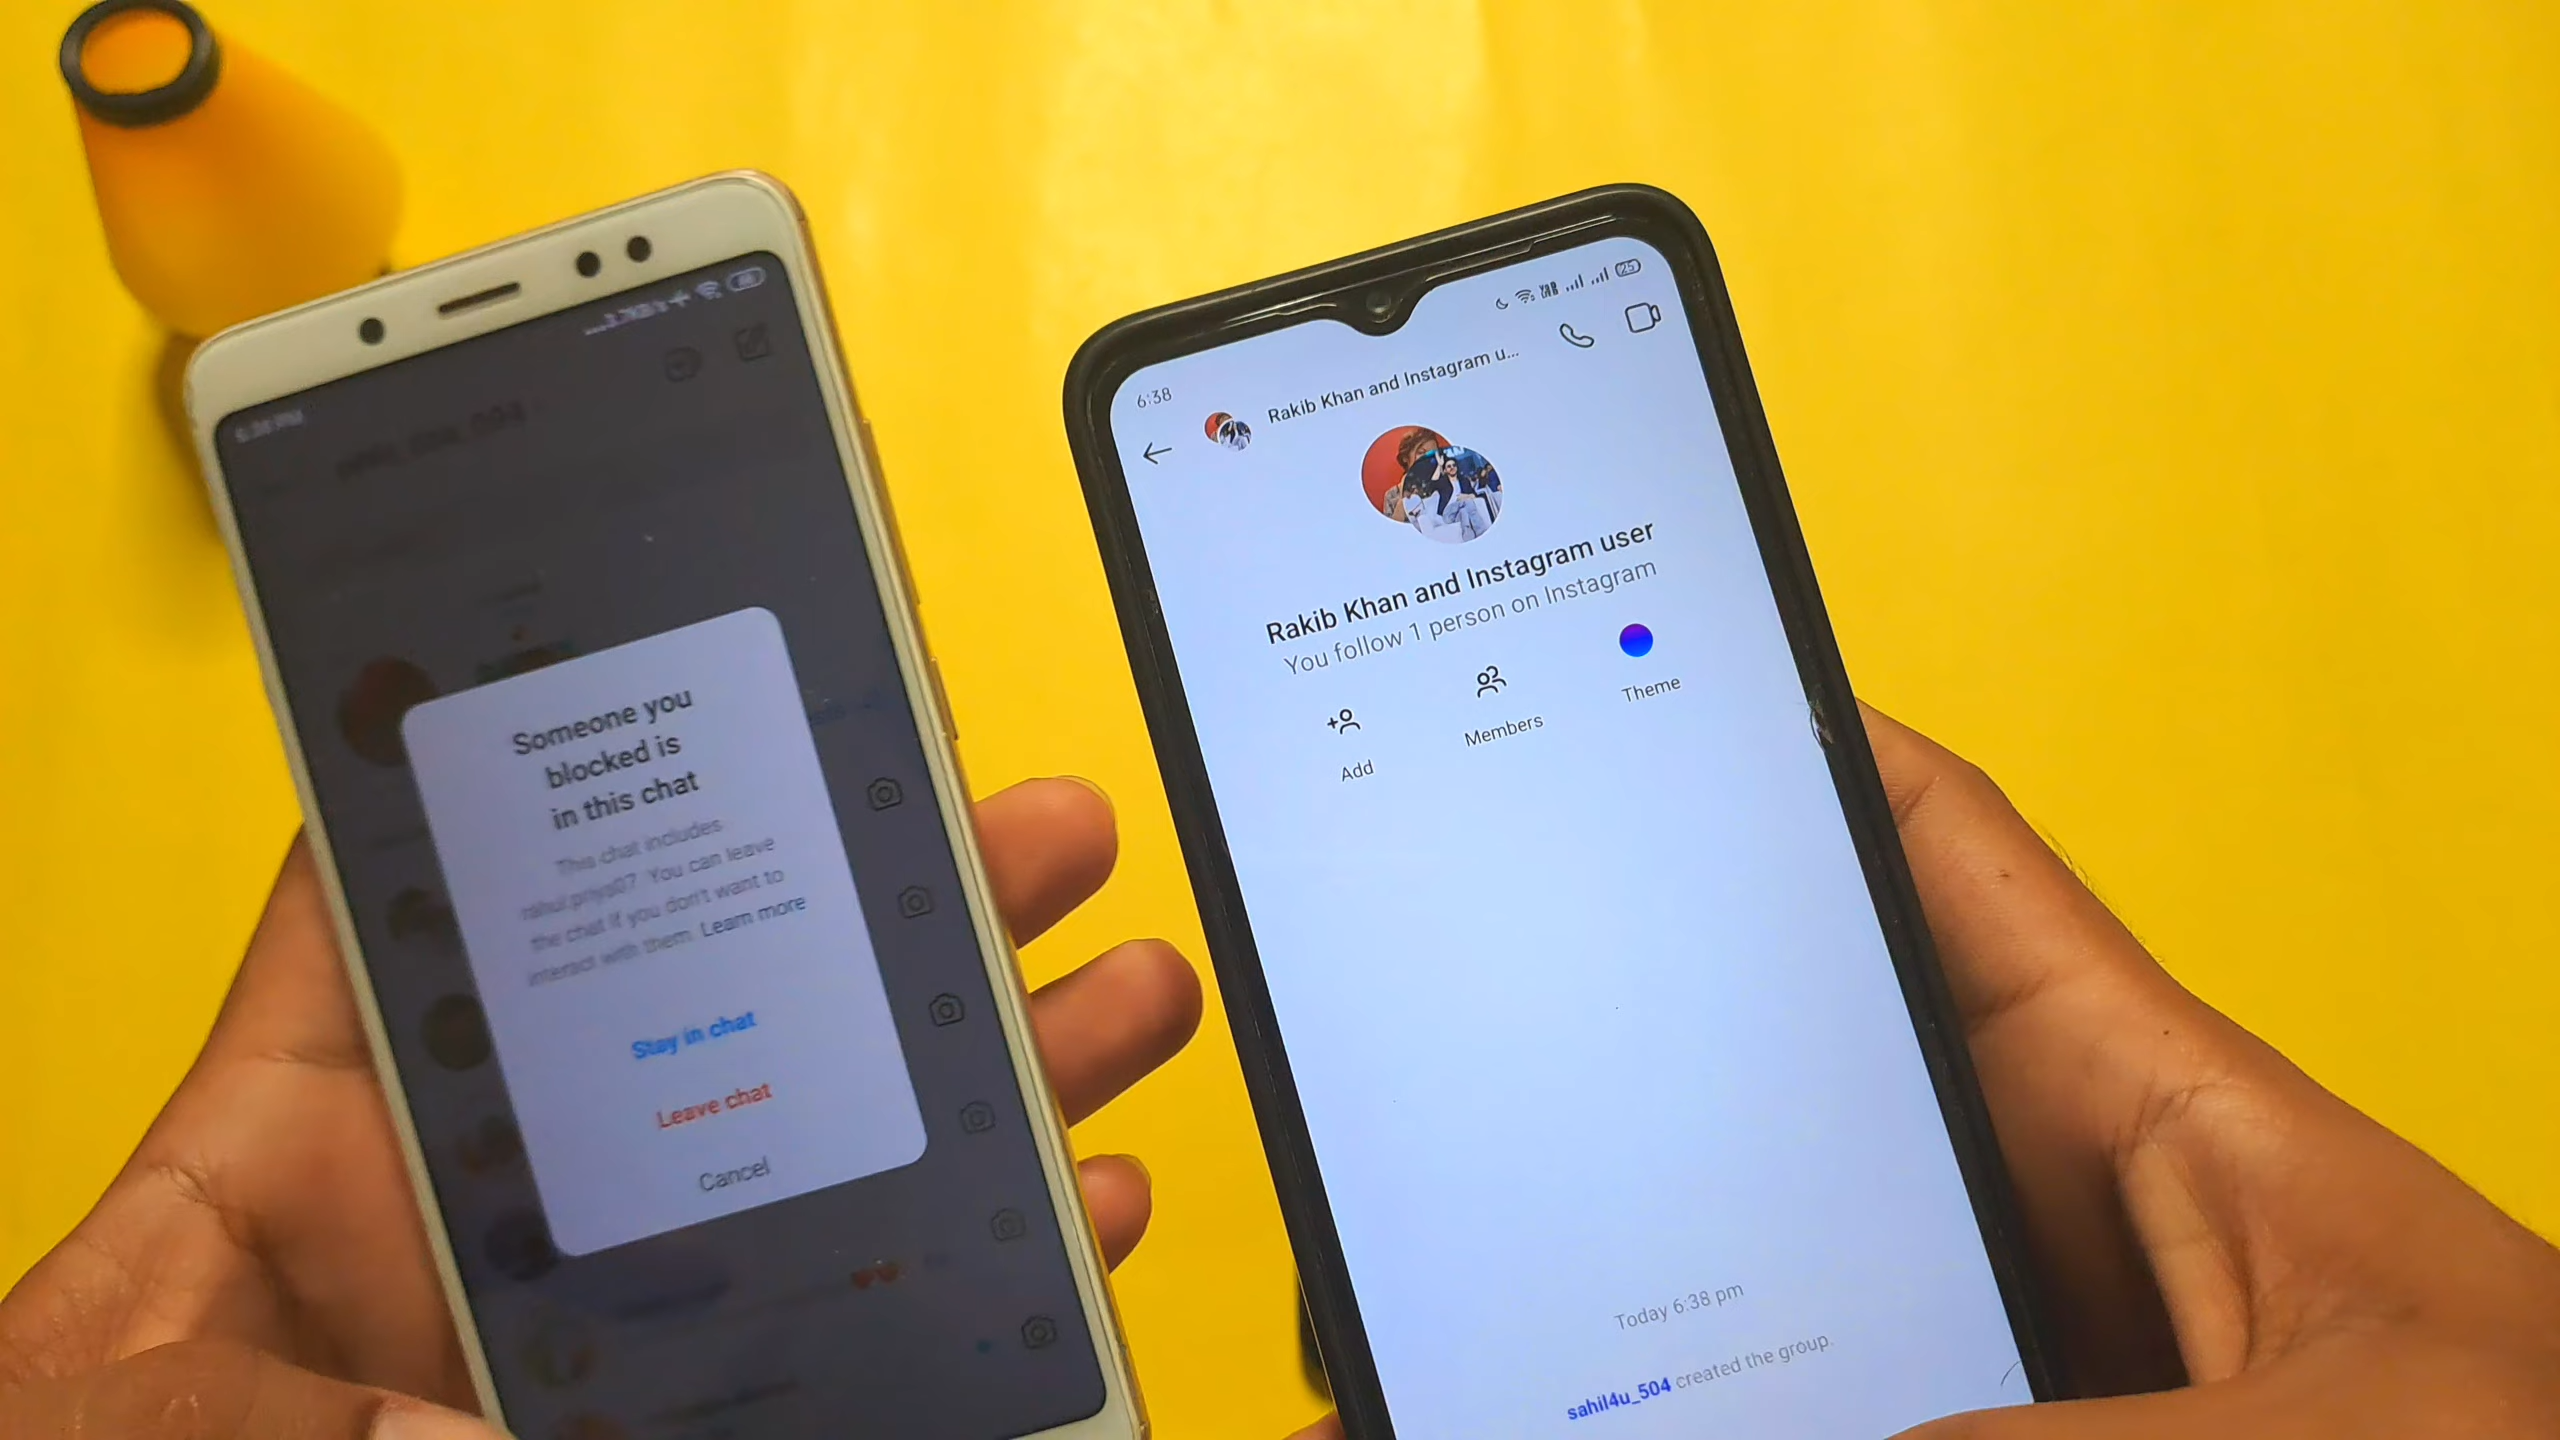 Someone you
blocked is
in this chat
This chat includes
rahul.priya07. You can leave
the chat if you don't want to
interact with them. Learn more
Stay in chat
Leave chat
Cancel
6:38
25
Rakib Khan and Instagram u...
Rakib Khan and Instagram user
You follow 1 person on Instagram
Add
Members
Theme
Today 6:38 pm
sahil4u_504 created the group.